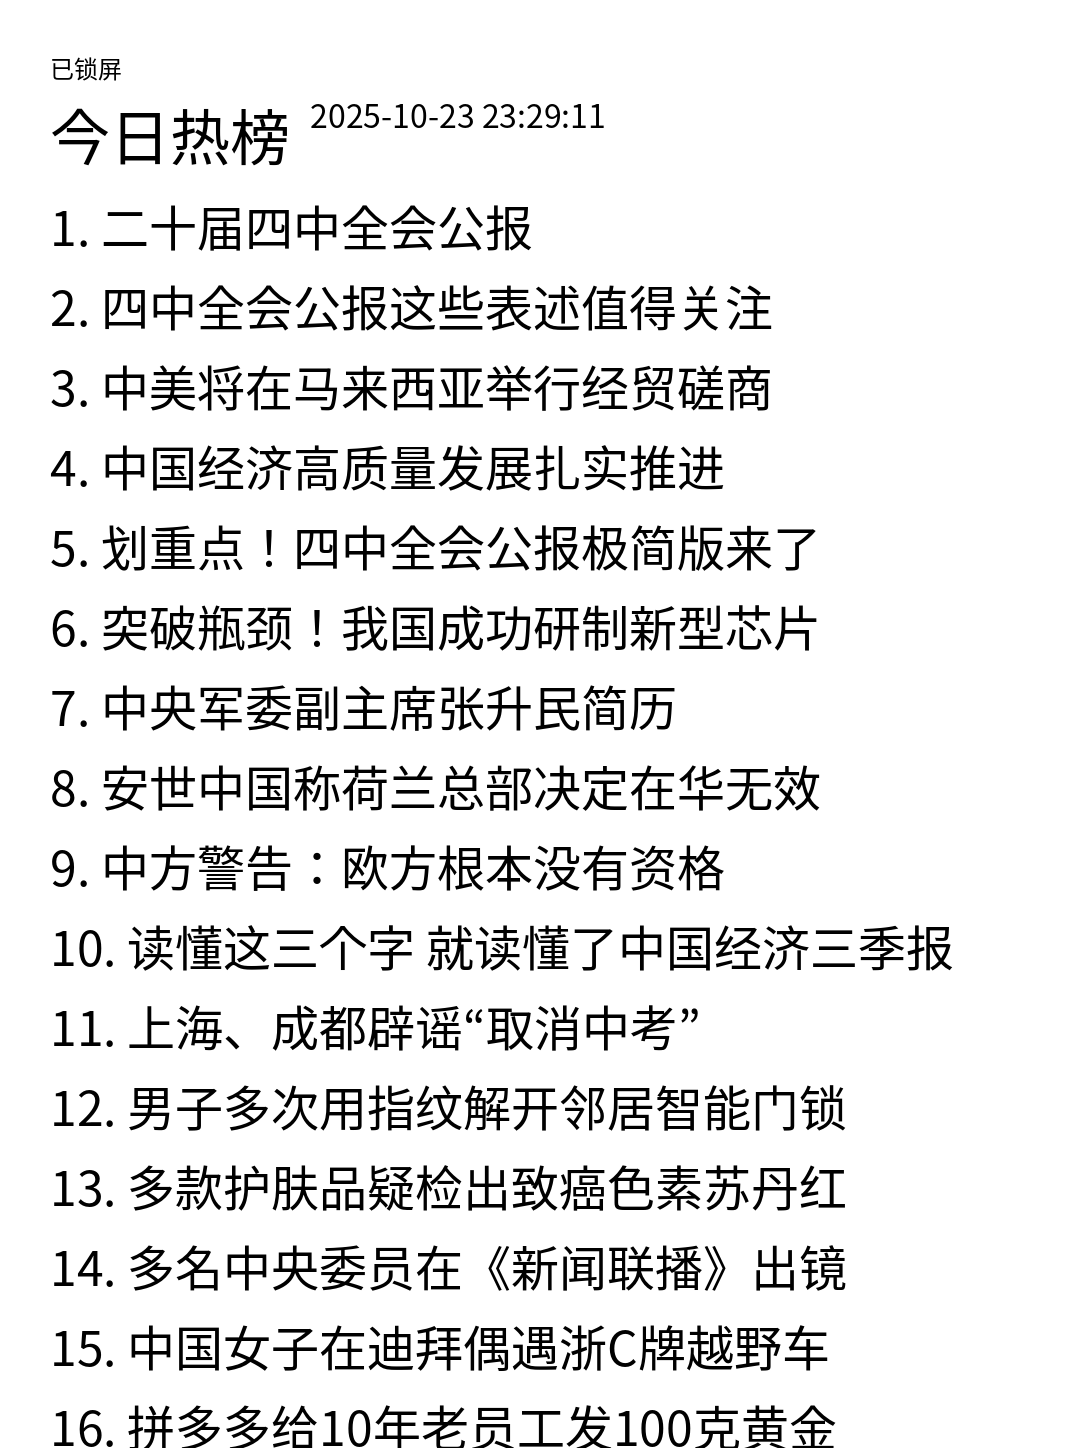 已锁屏
今日热榜 2025-10-23 23:29:11
1. 二十届四中全会公报
2. 四中全会公报这些表述值得关注
3. 中美将在马来西亚举行经贸磋商
4. 中国经济高质量发展扎实推进
5. 划重点！四中全会公报极简版来了
6. 突破瓶颈！我国成功研制新型芯片
7. 中央军委副主席张升民简历
8. 安世中国称荷兰总部决定在华无效
9. 中方警告：欧方根本没有资格
10. 读懂这三个字 就读懂了中国经济三季报
11. 上海、成都辟谣“取消中考”
12. 男子多次用指纹解开邻居智能门锁
13. 多款护肤品疑检出致癌色素苏丹红
14. 多名中央委员在《新闻联播》出镜
15. 中国女子在迪拜偶遇浙C牌越野车
16. 拼多多给10年老员工发100克黄金